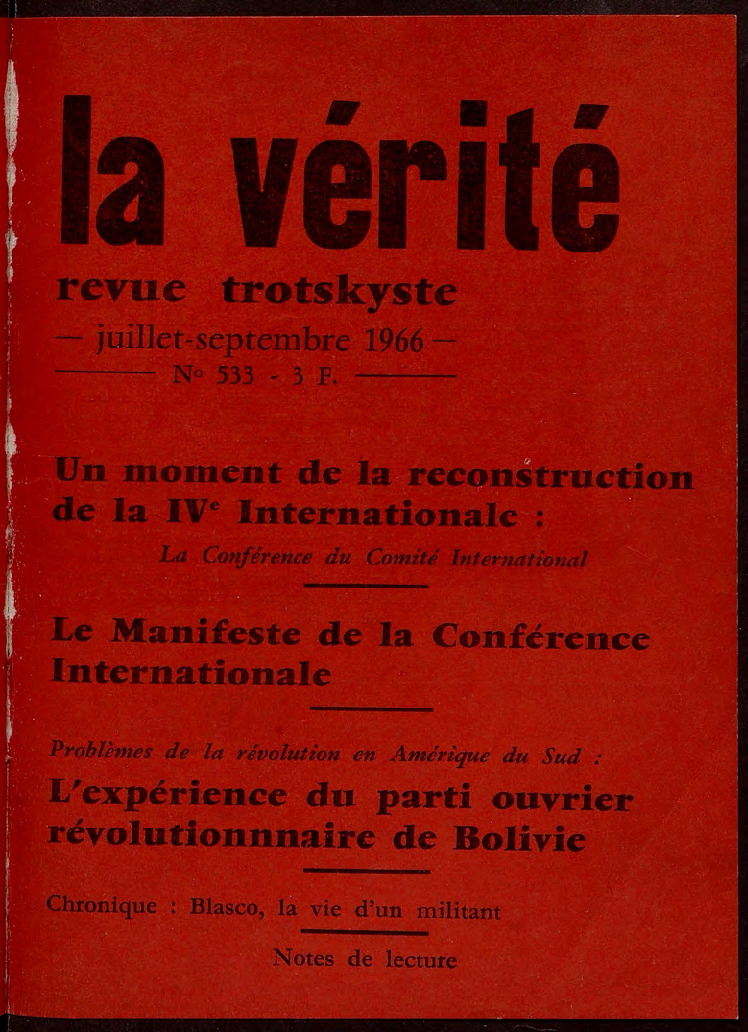 la vérité
revue trotskyste
— juillet-septembre 1966 —
N° 533 - 3 F.
Un moment de la reconstruction
de la IVe Internationale :
La Conférence du Comité International
Le Manifeste de la Conférence
Internationale
Problèmes de la révolution en Amérique du Sud :
L'expérience du parti ouvrier
révolutionnnaire de Bolivie
Chronique : Blasco, la vie d'un militant
Notes de lecture